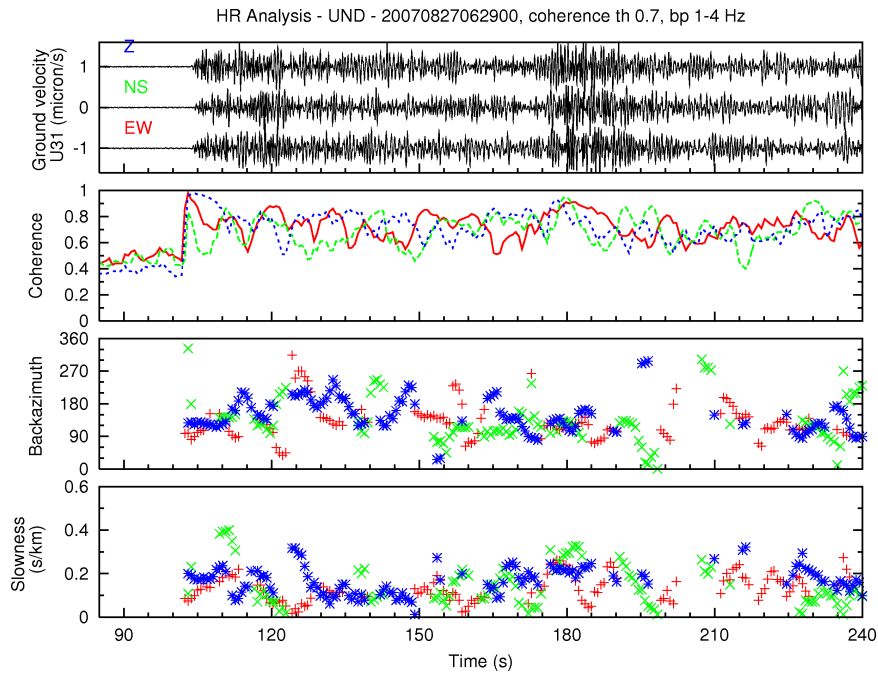 HR Analysis - UND - 20070827062900, coherence th 0.7, bp 1-4 Hz
Ground velocity
U31 (micron/s)
Z
1
NS
0
EW
-1
Coherence
1
0.8
0.6
0.4
0.2
0
Backazimuth
360
270
180
90
0
Slowness
(s/km)
0.6
0.4
0.2
0
90
120
150
180
210
240
Time (s)